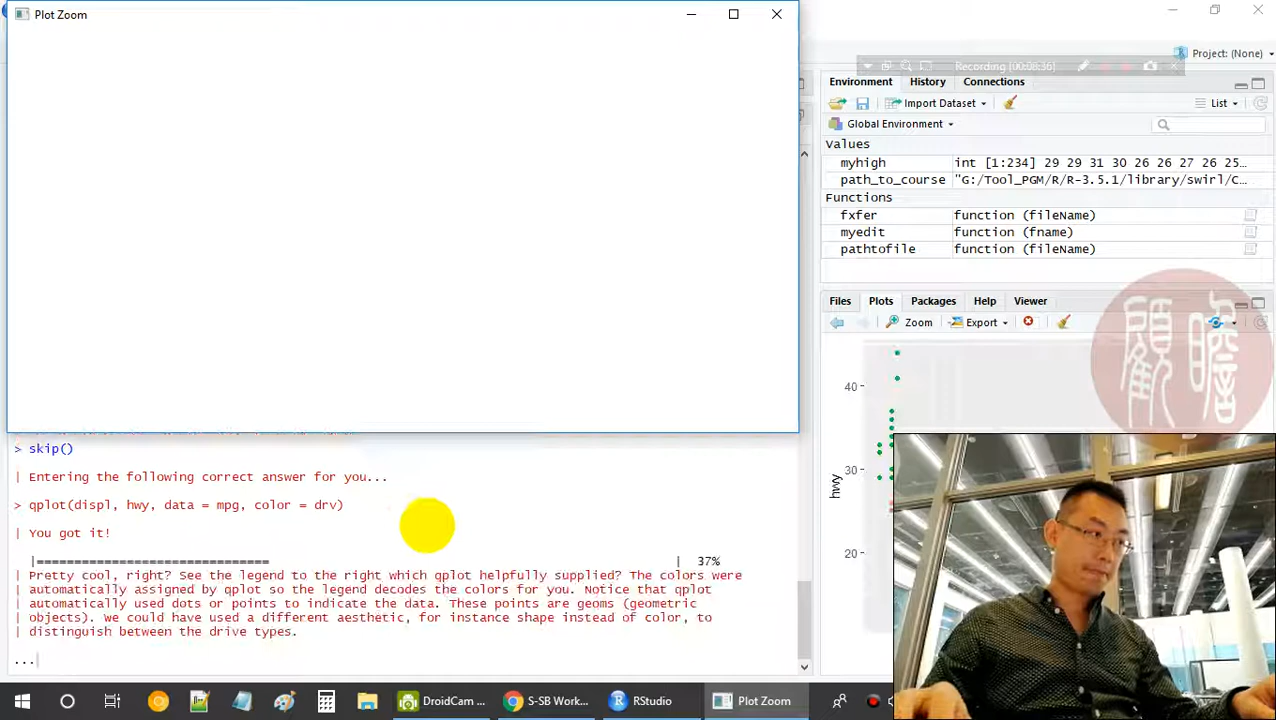 Plot Zoom
Project: (None)
Recording [00:08:36]
Environment
History
Connections
Import Dataset
List
Global Environment
Values
myhigh
int [1:234] 29 29 31 30 26 26 27 26 25...
path_to_course
"G:/Tool_PGM/R/R-3.5.1/library/swirl/C...
Functions
fxfer
function (fileName)
myedit
function (fname)
pathtofile
function (fileName)
Files
Plots
Packages
Help
Viewer
Zoom
Export
顧瞻
40
30
20
hwy
> skip()
| Entering the following correct answer for you...
> qplot(displ, hwy, data = mpg, color = drv)
| You got it!
|=============================== | 37%
| Pretty cool, right? See the legend to the right which qplot helpfully supplied? The colors were
| automatically assigned by qplot so the legend decodes the colors for you. Notice that qplot
| automatically used dots or points to indicate the data. These points are geoms (geometric
| objects). We could have used a different aesthetic, for instance shape instead of color, to
| distinguish between the drive types.
...
DroidCam ...
S-SB Work...
RStudio
Plot Zoom